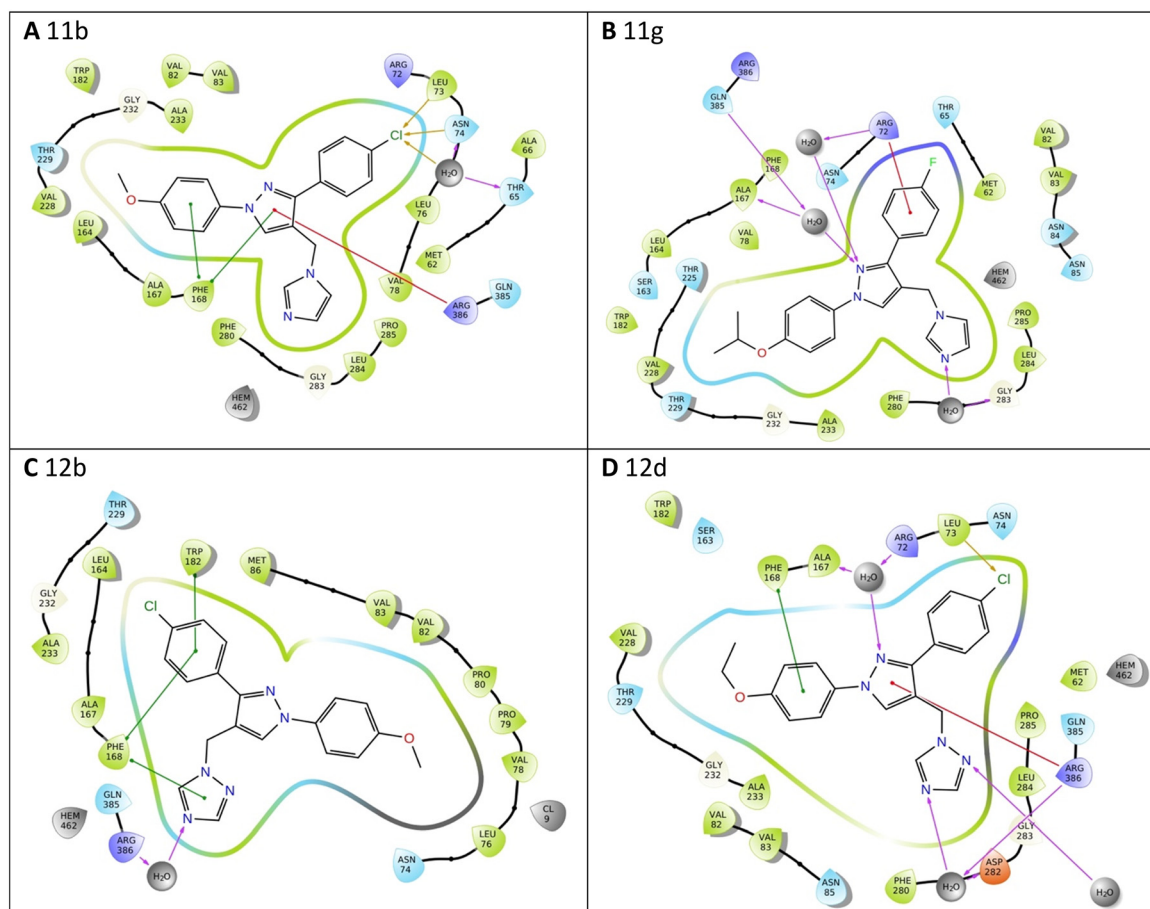 A 11b
TRP
182
VAL
82
VAL
83
GLY
232
ALA
233
THR
229
VAL
228
LEU
164
ALA
167
PHE
168
O
N
N
Cl
N
N
ARG
72
LEU
73
ASN
74
H₂O
ALA
66
THR
65
LEU
76
MET
62
VAL
78
ARG
386
GLN
385
PHE
280
GLY
283
LEU
284
PRO
285
HEM
462
B 11g
ARG
386
GLN
385
H₂O
ARG
72
THR
65
VAL
82
VAL
83
PHE
168
ALA
167
ASN
74
F
MET
62
H₂O
VAL
78
ASN
84
ASN
85
LEU
164
SER
163
THR
225
N
N
HEM
462
TRP
182
O
N
N
PRO
285
LEU
284
VAL
228
THR
229
GLY
232
ALA
233
PHE
280
H₂O
GLY
283
C 12b
THR
229
LEU
164
TRP
182
MET
86
GLY
232
ALA
233
Cl
VAL
83
VAL
82
PRO
80
ALA
167
PHE
168
N
N
O
PRO
79
VAL
78
GLN
385
HEM
462
ARG
386
N
N
N
H₂O
CL
9
LEU
76
ASN
74
D 12d
TRP
182
SER
163
PHE
168
ALA
167
H₂O
ARG
72
LEU
73
ASN
74
Cl
VAL
228
THR
229
O
N
N
MET
62
HEM
462
PRO
285
GLN
385
ARG
386
GLY
232
ALA
233
N
N
N
LEU
284
GLY
283
VAL
82
VAL
83
ASN
85
PHE
280
H₂O
ASP
282
H₂O